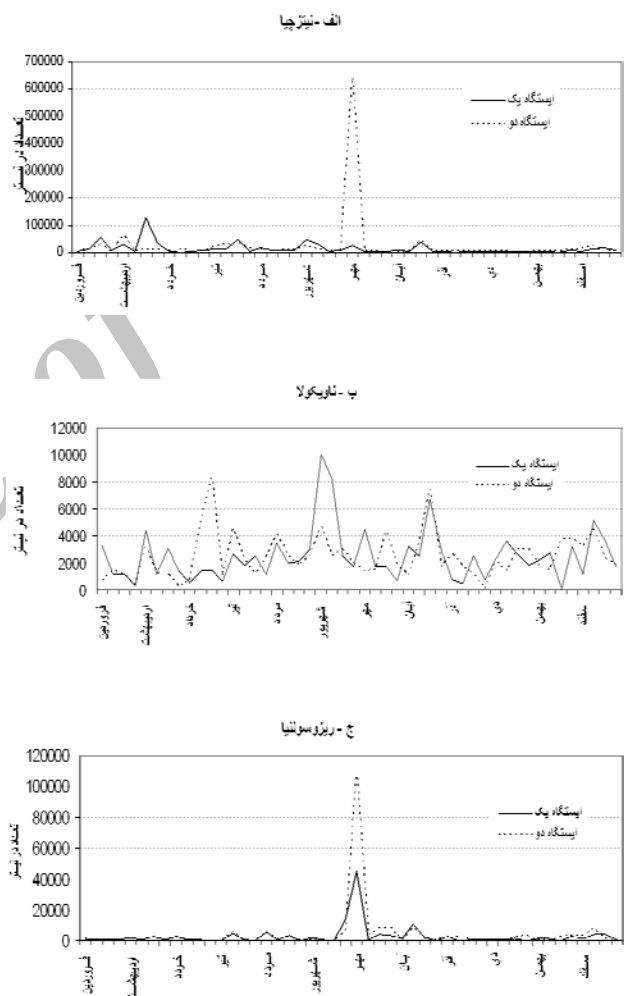 الف -نیتزچیا
700000
600000
500000
400000
300000
200000
100000
0
تعداد در لیتر
ایستگاه یک
ایستگاه دو
فروردین
اردیبهشت
خرداد
تیر
مرداد
شهریور
مهر
آبان
آذر
دی
بهمن
اسفند
ب - ناویکولا
12000
10000
8000
6000
4000
2000
0
تعداد در لیتر
ایستگاه یک
ایستگاه دو
فروردین
اردیبهشت
خرداد
تیر
مرداد
شهریور
مهر
آبان
آذر
دی
بهمن
سفند
ج - ریزوسولنیا
120000
100000
80000
60000
40000
20000
0
تعداد در لیتر
ایستگاه یک
ایستگاه دو
فروردین
اردیبهشت
خرداد
تیر
مرداد
شهریور
مهر
آبان
آذر
دی
بهمن
سفند